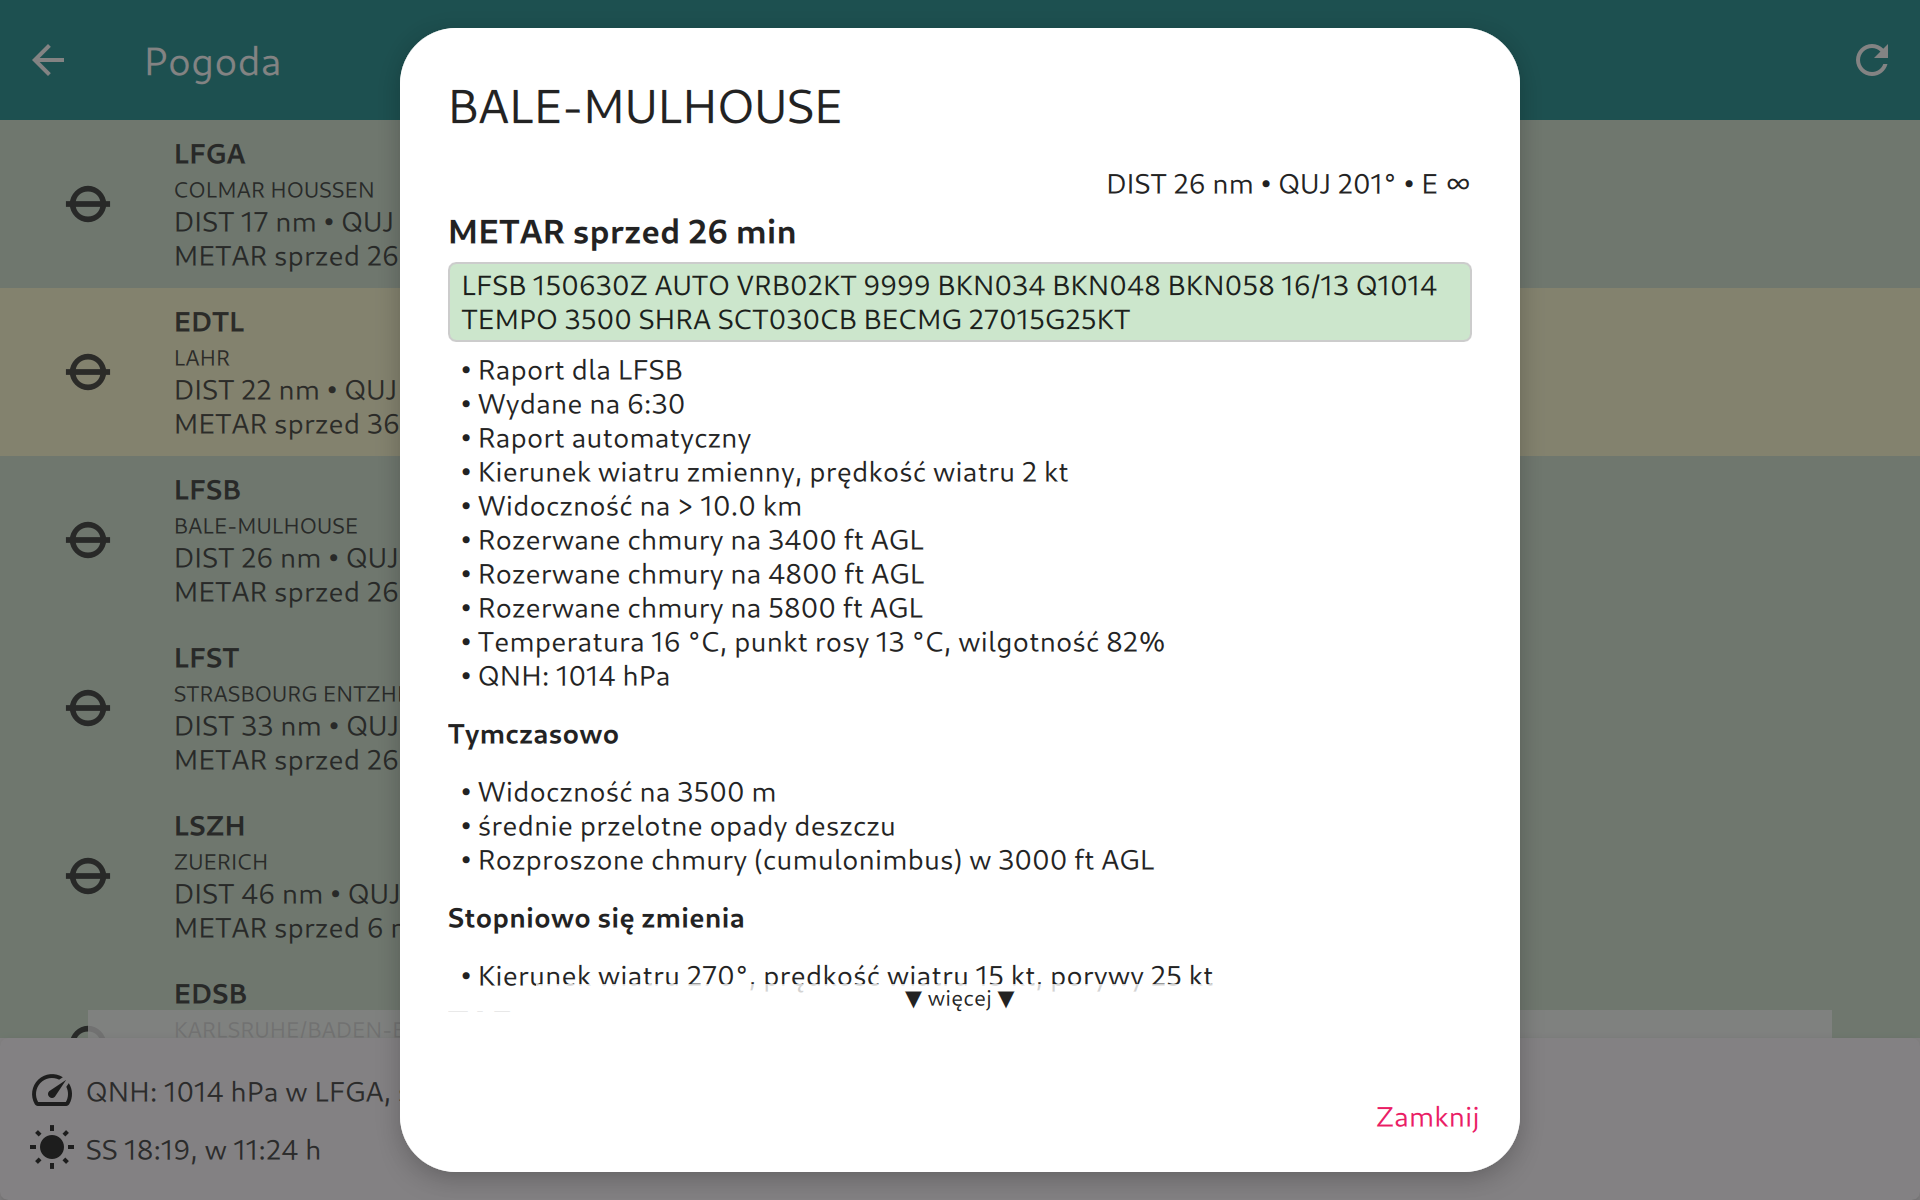 Pogoda
LFGA
COLMAR HOUSSEN
DIST 17 nm • QUJ
METAR sprzed 26
EDTL
LAHR
DIST 22 nm • QUJ
METAR sprzed 36
LFSB
BALE-MULHOUSE
DIST 26 nm • QUJ
METAR sprzed 26
LFST
STRASBOURG ENTZH
DIST 33 nm • QUJ
METAR sprzed 26
LSZH
ZUERICH
DIST 46 nm • QUJ
METAR sprzed 6
EDSB
KARLSRUHE/BADEN-
QNH: 1014 hPa w LFGA,
SS 18:19, w 11:24 h
BALE-MULHOUSE
DIST 26 nm • QUJ 201° • E ∞
METAR sprzed 26 min
LFSB 150630Z AUTO VRB02KT 9999 BKN034 BKN048 BKN058 16/13 Q1014
TEMPO 3500 SHRA SCT030CB BECMG 27015G25KT
• Raport dla LFSB
• Wydane na 6:30
• Raport automatyczny
• Kierunek wiatru zmienny, prędkość wiatru 2 kt
• Widoczność na > 10.0 km
• Rozerwane chmury na 3400 ft AGL
• Rozerwane chmury na 4800 ft AGL
• Rozerwane chmury na 5800 ft AGL
• Temperatura 16 °C, punkt rosy 13 °C, wilgotność 82%
• QNH: 1014 hPa
Tymczasowo
• Widoczność na 3500 m
• średnie przelotne opady deszczu
• Rozproszone chmury (cumulonimbus) w 3000 ft AGL
Stopniowo się zmienia
• Kierunek wiatru 270°, prędkość wiatru 15 kt, porywy 25 kt
▼ więcej ▼
Zamknij